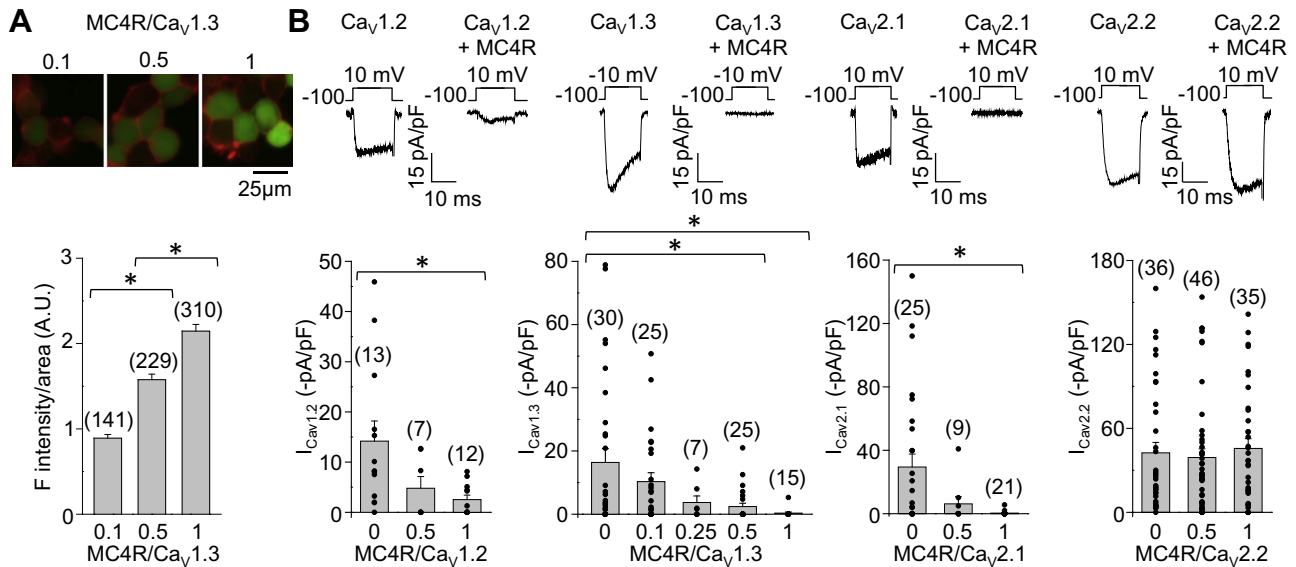 A
MC4R/CaV1.3
0.1 0.5 1
25µm
F intensity/area (A.U.)
3
2
1
0
(141)
(229)
(310)
*
*
0.1 0.5 1
MC4R/CaV1.3
B
CaV1.2
CaV1.2
+ MC4R
CaV1.3
CaV1.3
+ MC4R
CaV2.1
CaV2.1
+ MC4R
CaV2.2
CaV2.2
+ MC4R
10 mV
10 mV
-10 mV
-10 mV
10 mV
10 mV
10 mV
10 mV
-100
-100
-100
-100
-100
-100
-100
-100
15 pA/pF
10 ms
15 pA/pF
10 ms
15 pA/pF
10 ms
15 pA/pF
10 ms
ICav1.2 (-pA/pF)
50
40
30
20
10
0
*
(13)
(7)
(12)
0 0.5 1
MC4R/CaV1.2
ICav1.3 (-pA/pF)
80
60
40
20
0
*
*
(30)
(25)
(7)
(25)
(15)
0 0.1 0.25 0.5 1
MC4R/CaV1.3
ICav2.1 (-pA/pF)
160
120
80
40
0
*
(25)
(9)
(21)
0 0.5 1
MC4R/CaV2.1
ICav2.2 (-pA/pF)
180
120
60
0
(36)
(46)
(35)
0 0.5 1
MC4R/CaV2.2